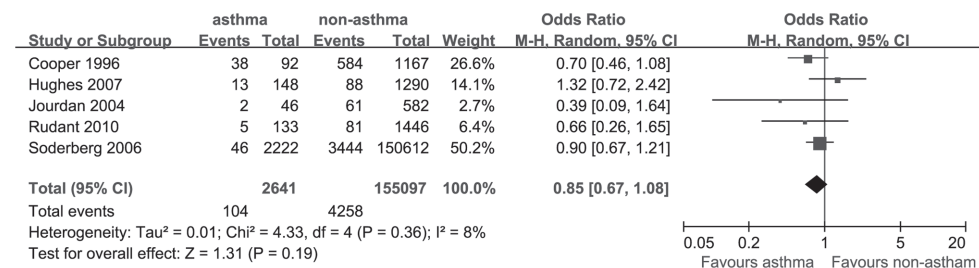 asthma non-asthma Odds Ratio Odds Ratio
Study or Subgroup Events Total Events Total Weight M-H, Random, 95% CI M-H, Random, 95% CI
Cooper 1996 38 92 584 1167 26.6% 0.70 [0.46, 1.08]
Hughes 2007 13 148 88 1290 14.1% 1.32 [0.72, 2.42]
Jourdan 2004 2 46 61 582 2.7% 0.39 [0.09, 1.64]
Rudant 2010 5 133 81 1446 6.4% 0.66 [0.26, 1.65]
Soderberg 2006 46 2222 3444 150612 50.2% 0.90 [0.67, 1.21]
Total (95% CI) 2641 155097 100.0% 0.85 [0.67, 1.08]
Total events 104 4258
Heterogeneity: Tau² = 0.01; Chi² = 4.33, df = 4 (P = 0.36); I² = 8%
Test for overall effect: Z = 1.31 (P = 0.19)
0.05 0.2 1 5 20
Favours asthma Favours non-astham